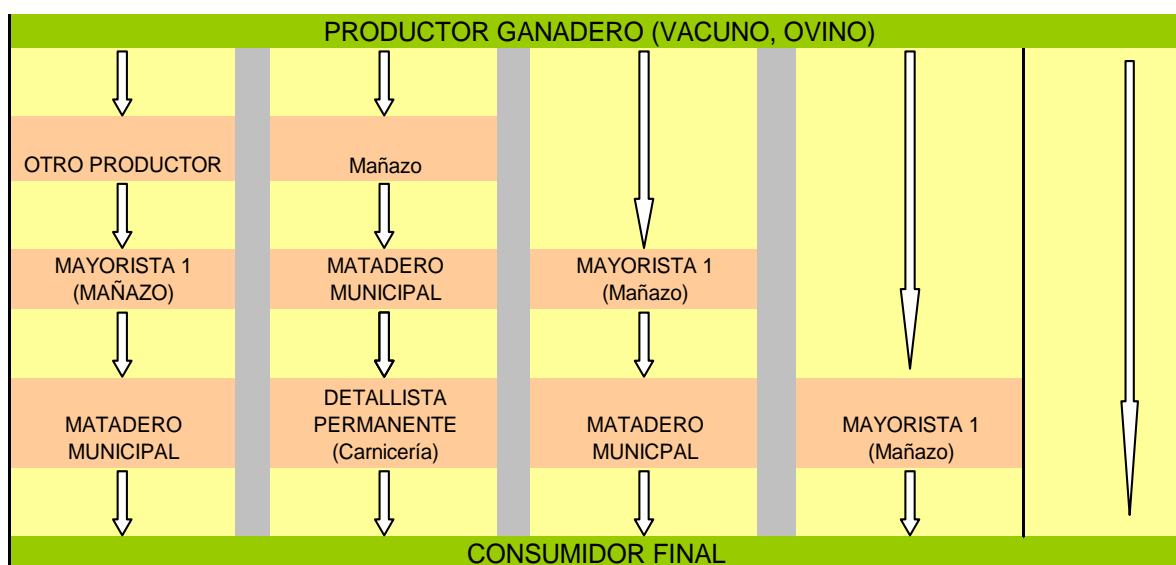 PRODUCTOR GANADERO (VACUNO, OVINO)
OTRO PRODUCTOR
Mañazo
MAYORISTA 1
(MAÑAZO)
MATADERO
MUNICIPAL
MAYORISTA 1
(Mañazo)
MATADERO
MUNICIPAL
DETALLISTA
PERMANENTE
(Carnicería)
MATADERO
MUNICPAL
MAYORISTA 1
(Mañazo)
CONSUMIDOR FINAL